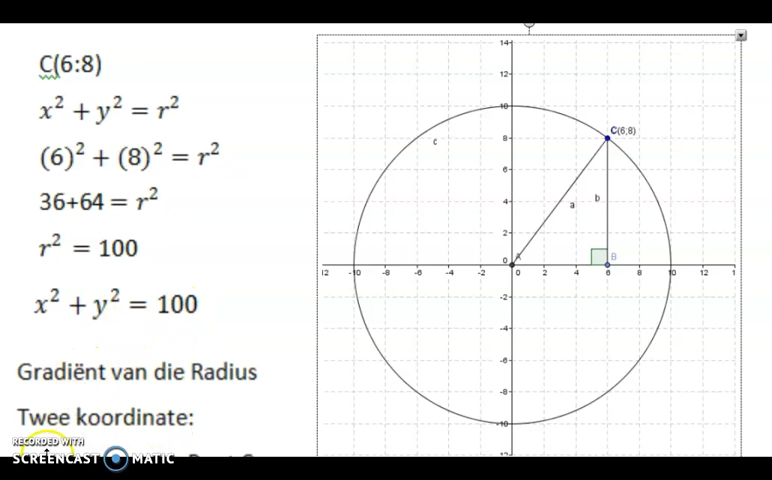 C(6:8)
x² + y² = r²
(6)² + (8)² = r²
36+64 = r²
r² = 100
x² + y² = 100
Gradiënt van die Radius
Twee koordinate:
RECORDED WITH
SCREENCAST MATIC
14
12
10
8
6
4
2
0
-2
-4
-6
-8
-10
12 -10 -8 -6 -4 -2 0 2 4 6 8 10 12 1
C(6;8)
c
b
a
A
B